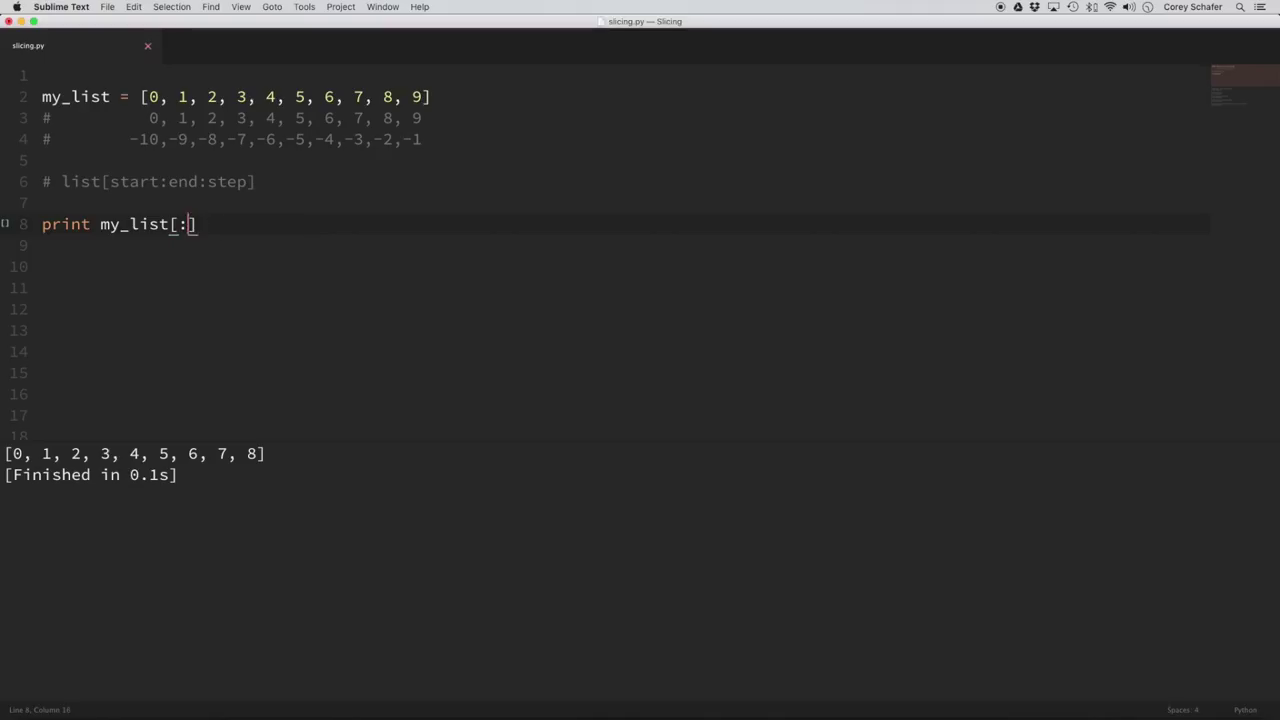 Sublime Text File Edit Selection Find View Goto Tools Project Window Help Corey Schafer
slicing.py — Slicing
slicing.py
1
2 my_list = [0, 1, 2, 3, 4, 5, 6, 7, 8, 9]
3 # 0, 1, 2, 3, 4, 5, 6, 7, 8, 9
4 # -10,-9,-8,-7,-6,-5,-4,-3,-2,-1
5
6 # list[start:end:step]
7
8 print my_list[:]
9
10
11
12
13
14
15
16
17
18
[0, 1, 2, 3, 4, 5, 6, 7, 8]
[Finished in 0.1s]
Line 8, Column 16 Spaces: 4 Python